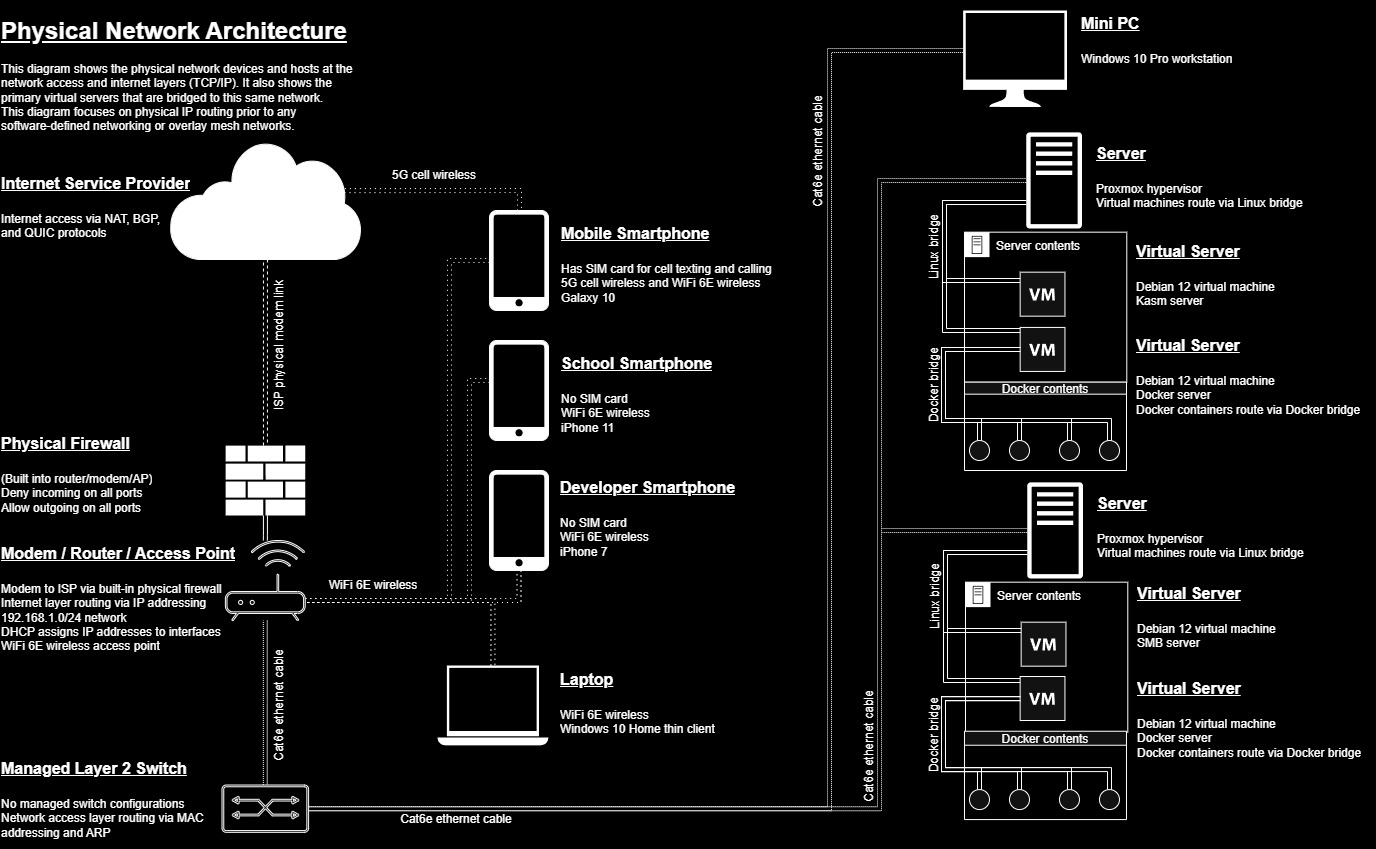 Physical Network Architecture
This diagram shows the physical network devices and hosts at the
network access and internet layers (TCP/IP). It also shows the
primary virtual servers that are bridged to this same network.
This diagram focuses on physical IP routing prior to any
software-defined networking or overlay mesh networks.
Internet Service Provider
Internet access via NAT, BGP,
and QUIC protocols
5G cell wireless
ISP physical modem link
Physical Firewall
(Built into router/modem/AP)
Deny incoming on all ports
Allow outgoing on all ports
Modem / Router / Access Point
Modem to ISP via built-in physical firewall
Internet layer routing via IP addressing
192.168.1.0/24 network
DHCP assigns IP addresses to interfaces
WiFi 6E wireless access point
WiFi 6E wireless
Cat6e ethernet cable
Managed Layer 2 Switch
No managed switch configurations
Network access layer routing via MAC
addressing and ARP
Cat6e ethernet cable
Mobile Smartphone
Has SIM card for cell texting and calling
5G cell wireless and WiFi 6E wireless
Galaxy 10
School Smartphone
No SIM card
WiFi 6E wireless
iPhone 11
Developer Smartphone
No SIM card
WiFi 6E wireless
iPhone 7
Laptop
WiFi 6E wireless
Windows 10 Home thin client
Cat6e ethernet cable
Cat6e ethernet cable
Mini PC
Windows 10 Pro workstation
Server
Proxmox hypervisor
Virtual machines route via Linux bridge
Linux bridge
Server contents
Virtual Server
Debian 12 virtual machine
Kasm server
VM
VM
Virtual Server
Debian 12 virtual machine
Docker server
Docker containers route via Docker bridge
Docker bridge
Docker contents
Server
Proxmox hypervisor
Virtual machines route via Linux bridge
Linux bridge
Server contents
Virtual Server
Debian 12 virtual machine
SMB server
VM
VM
Virtual Server
Debian 12 virtual machine
Docker server
Docker containers route via Docker bridge
Docker bridge
Docker contents